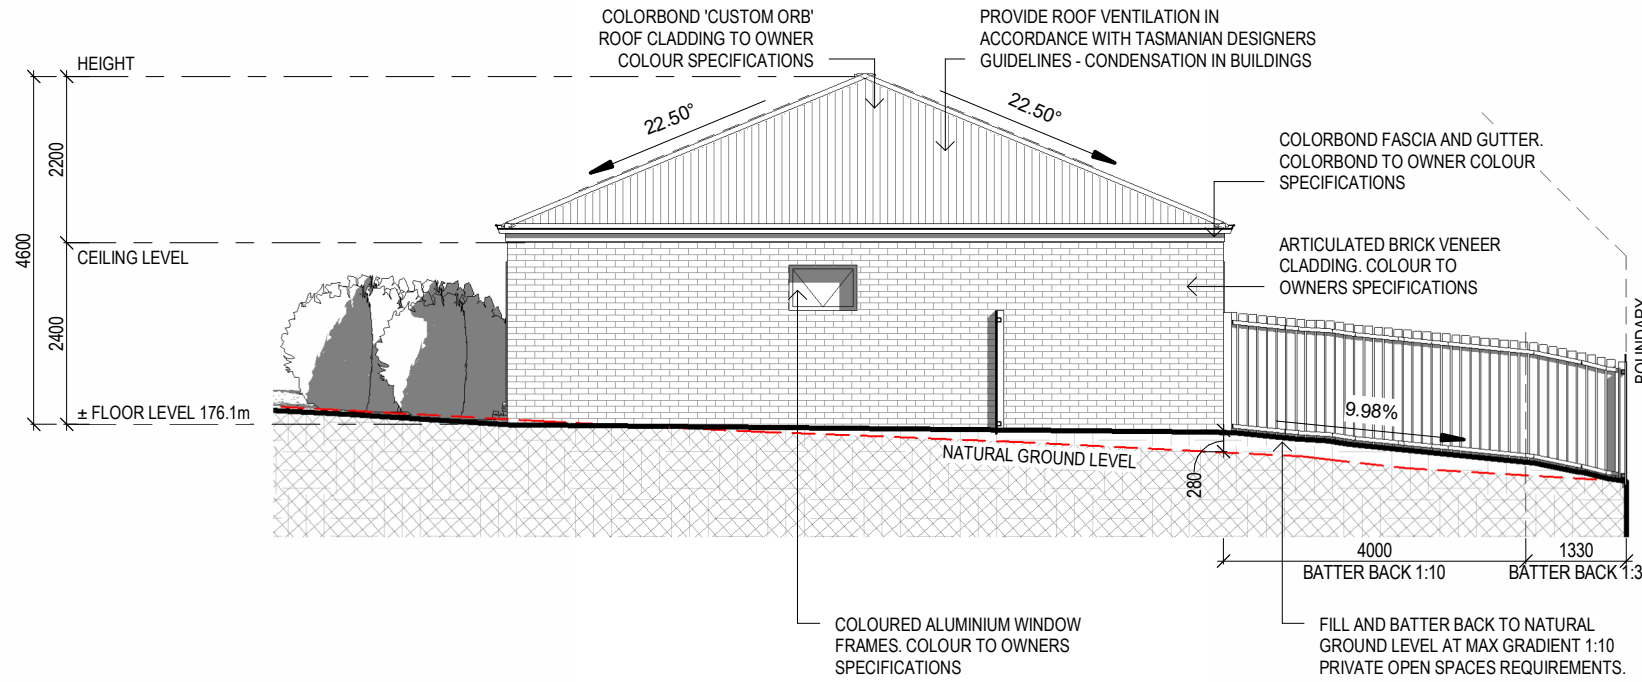 COLORBOND 'CUSTOM ORB'
ROOF CLADDING TO OWNER
COLOUR SPECIFICATIONS
PROVIDE ROOF VENTILATION IN
ACCORDANCE WITH TASMANIAN DESIGNERS
GUIDELINES - CONDENSATION IN BUILDINGS
HEIGHT
22.50°
22.50°
COLORBOND FASCIA AND GUTTER.
COLORBOND TO OWNER COLOUR
SPECIFICATIONS
2200
4600
CEILING LEVEL
ARTICULATED BRICK VENEER
CLADDING. COLOUR TO
OWNERS SPECIFICATIONS
BOUNDARY
2400
± FLOOR LEVEL 176.1m
9.98%
NATURAL GROUND LEVEL
280
4000
1330
BATTER BACK 1:10
BATTER BACK 1:3
COLOURED ALUMINIUM WINDOW
FRAMES. COLOUR TO OWNERS
SPECIFICATIONS
FILL AND BATTER BACK TO NATURAL
GROUND LEVEL AT MAX GRADIENT 1:10
PRIVATE OPEN SPACES REQUIREMENTS.